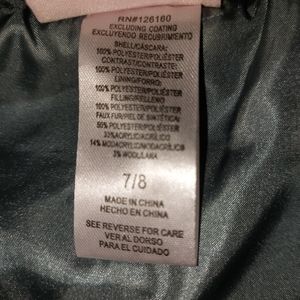 RN#126160
EXCLUDING COATING
EXCLUYENDO RECUBRIMIENTO
SHELL/CÁSCARA:
100% POLYESTER/POLIÉSTER
CONTRAST/CONTRASTE:
100% POLYESTER/POLIÉSTER
LINING/FORRO:
100% POLYESTER/POLIÉSTER
FILLING/RELLENO:
100% POLYESTER/POLIÉSTER
FAUX FUR/PIEL DE SINTÉTICA:
50% POLYESTER/POLIÉSTER
33%ACRYLIC/ACRÍLICO
14% MODACRYLIC/MODACRÍLICO
3% WOOL/LANA
7/8
MADE IN CHINA
HECHO EN CHINA
SEE REVERSE FOR CARE
VER AL DORSO
PARA EL CUIDADO